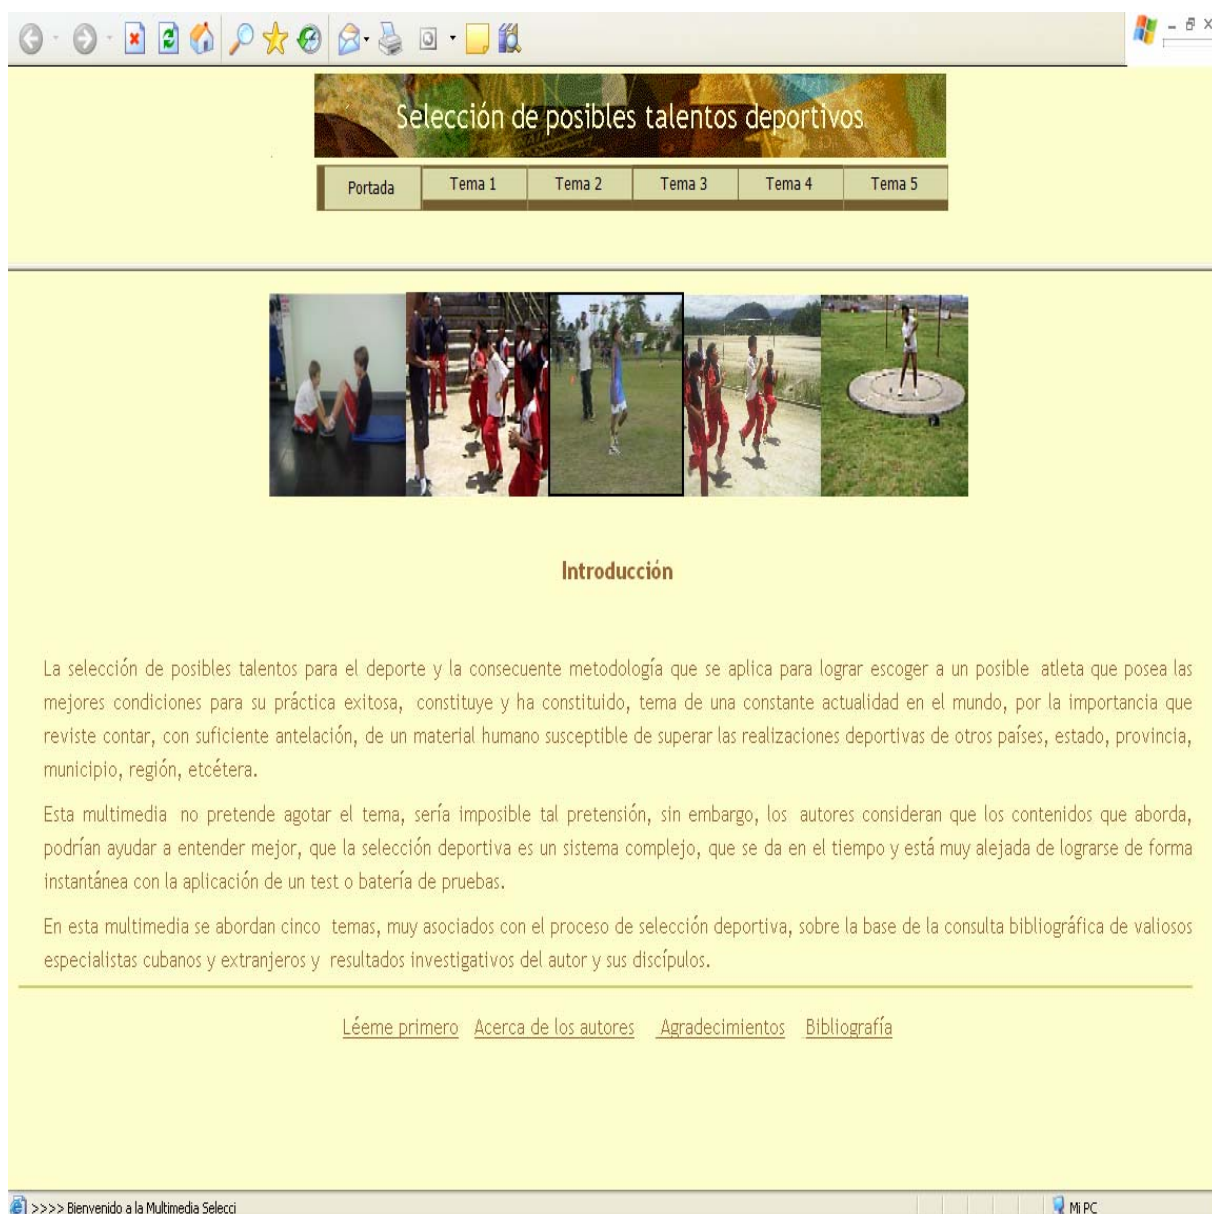 Selección de posibles talentos deportivos
Portada Tema 1 Tema 2 Tema 3 Tema 4 Tema 5
Introducción
La selección de posibles talentos para el deporte y la consecuente metodología que se aplica para lograr escoger a un posible atleta que posea las
mejores condiciones para su práctica exitosa, constituye y ha constituido, tema de una constante actualidad en el mundo, por la importancia que
reviste contar, con suficiente antelación, de un material humano susceptible de superar las realizaciones deportivas de otros países, estado, provincia,
municipio, región, etcétera.
Esta multimedia no pretende agotar el tema, sería imposible tal pretensión, sin embargo, los autores consideran que los contenidos que aborda,
podrían ayudar a entender mejor, que la selección deportiva es un sistema complejo, que se da en el tiempo y está muy alejada de lograrse de forma
instantánea con la aplicación de un test o batería de pruebas.
En esta multimedia se abordan cinco temas, muy asociados con el proceso de selección deportiva, sobre la base de la consulta bibliográfica de valiosos
especialistas cubanos y extranjeros y resultados investigativos del autor y sus discípulos.
Léeme primero Acerca de los autores Agradecimientos Bibliografía
>>>> Bienvenido a la Multimedia Selecci Mi PC